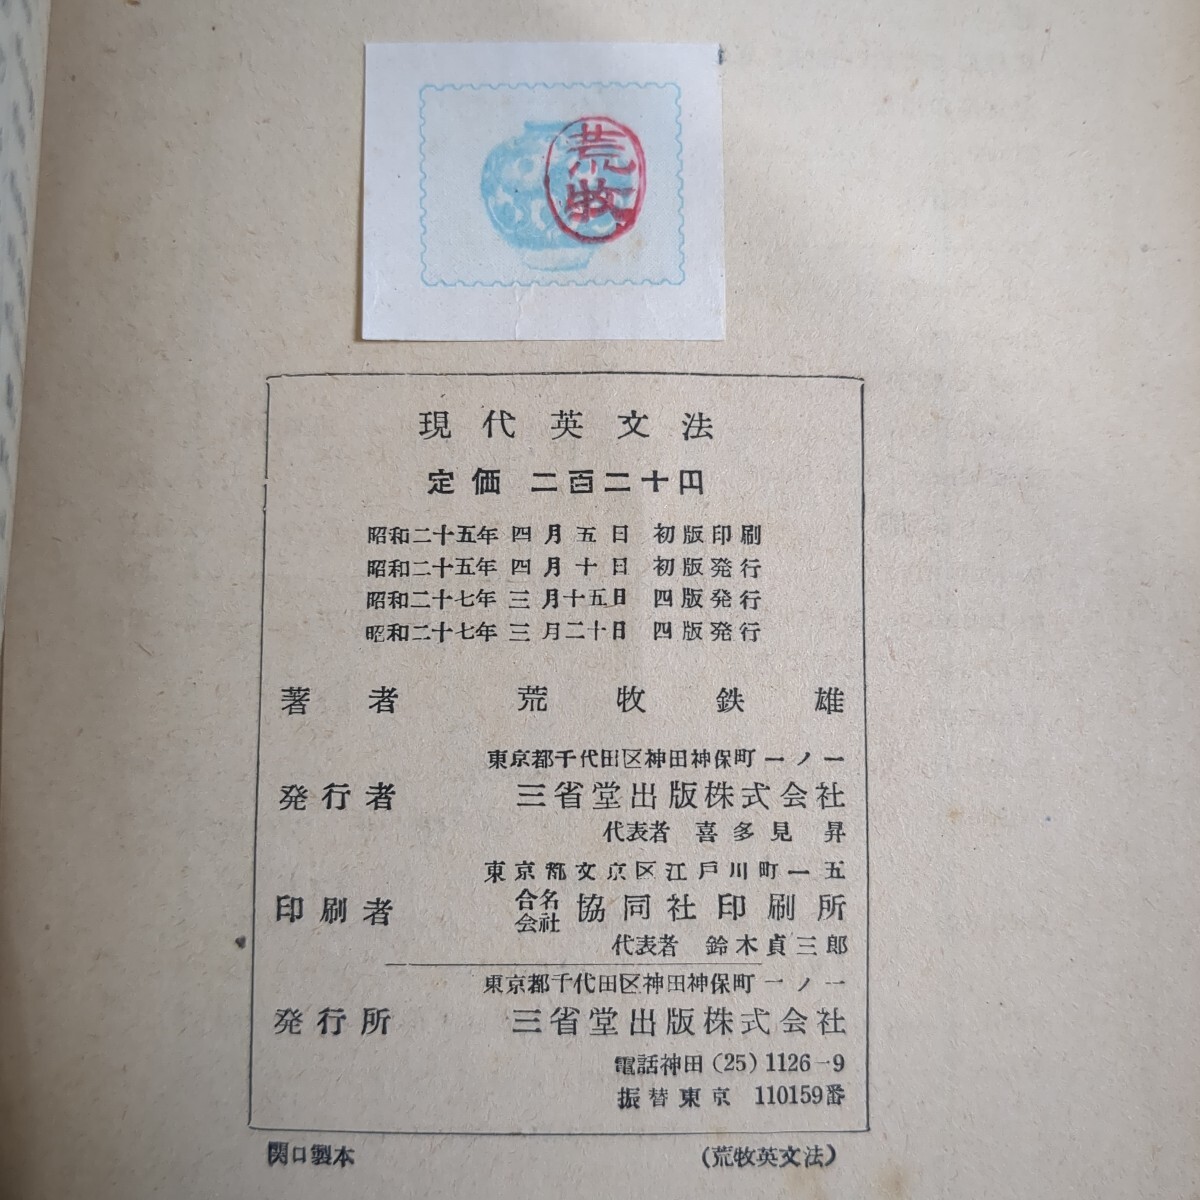 荒牧
現代英文法
定価 二百二十円
昭和二十五年 四月五日 初版印刷
昭和二十五年 四月十日 初版発行
昭和二十七年 三月十五日 四版発行
昭和二十七年 三月二十日 四版発行
著者 荒牧鉄雄
東京都千代田区神田神保町一ノ一
発行者 三省堂出版株式会社
代表者 喜多見昇
東京都文京区江戸川町一五
印刷者 合名会社 協同社印刷所
代表者 鈴木貞三郎
東京都千代田区神田神保町一ノ一
発行所 三省堂出版株式会社
電話神田(25)1126-9
振替東京 110159番
関口製本 (荒牧英文法)